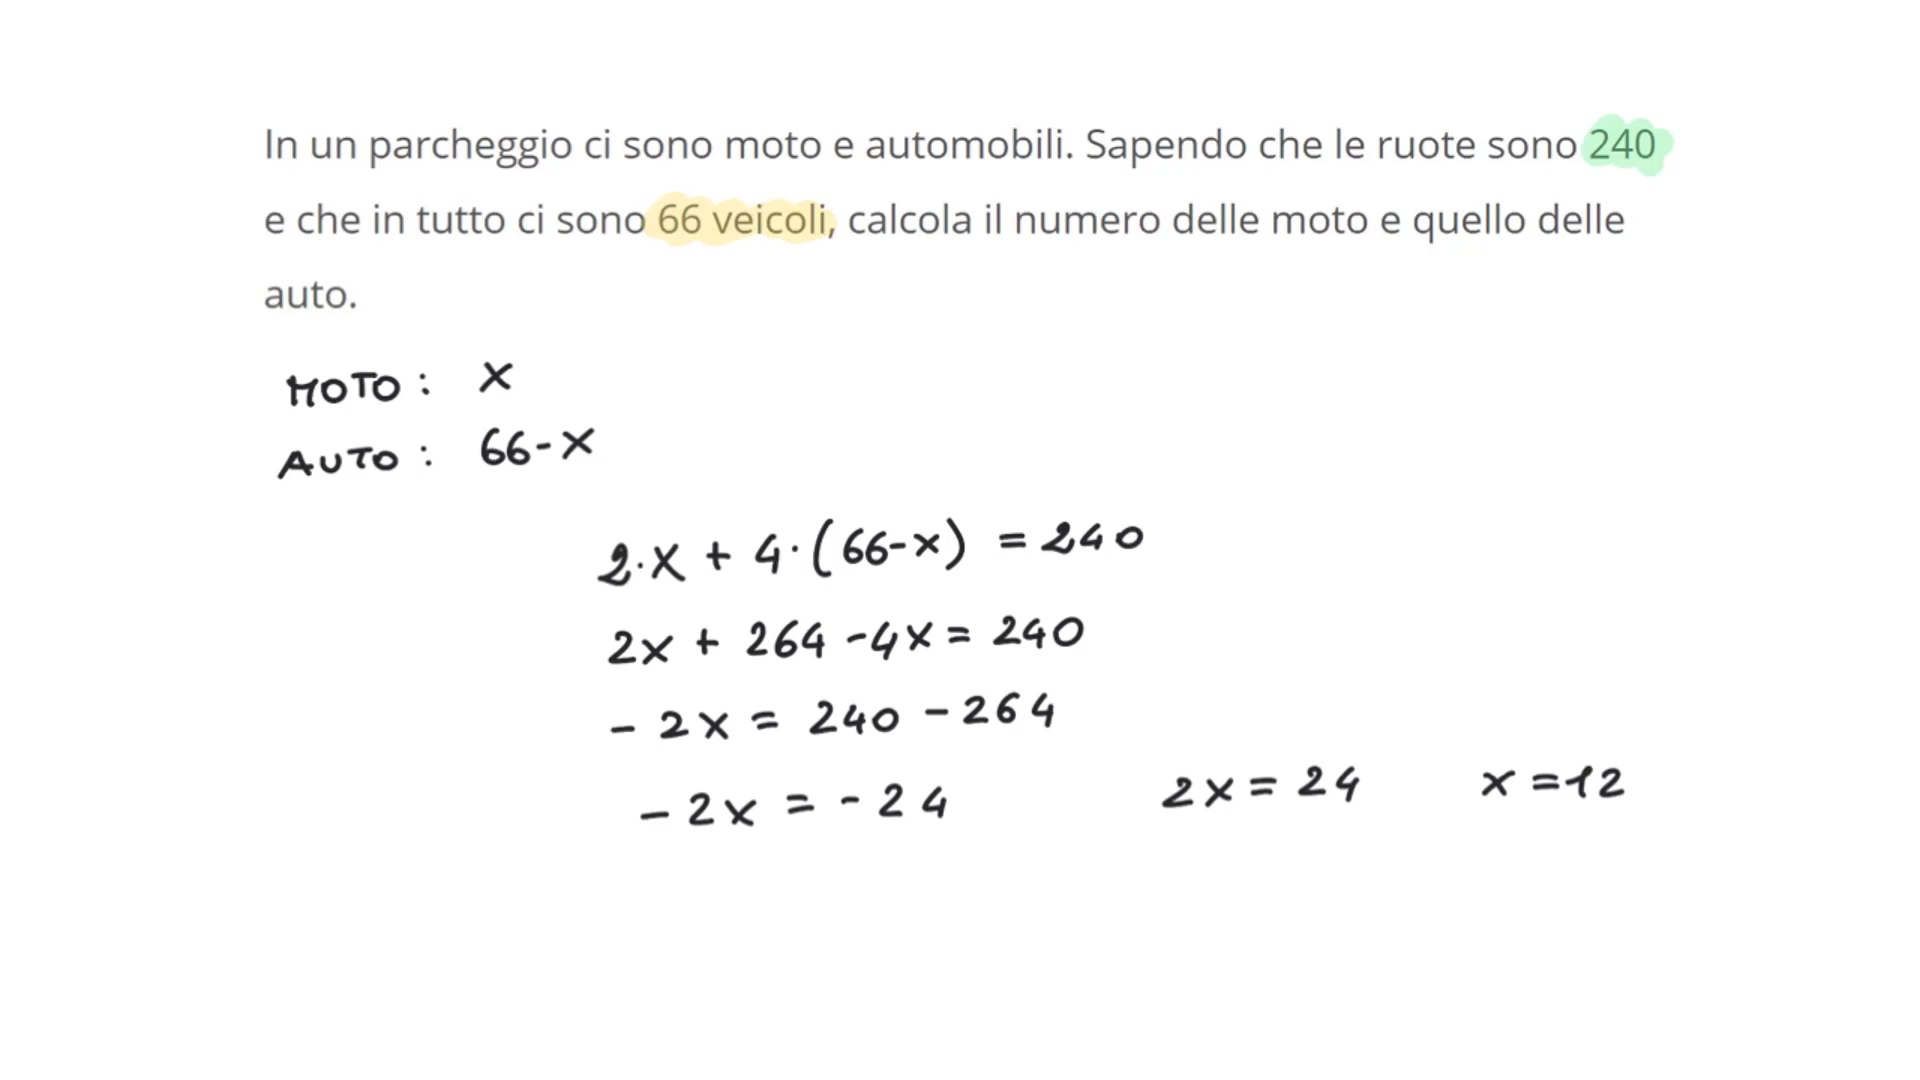 In un parcheggio ci sono moto e automobili. Sapendo che le ruote sono 240
e che in tutto ci sono 66 veicoli, calcola il numero delle moto e quello delle
auto.
MOTO: x
AUTO: 66-x
2·x + 4·(66-x) = 240
2x + 264 -4x = 240
- 2x = 240 - 264
- 2x = - 24 2x = 24 x = 12